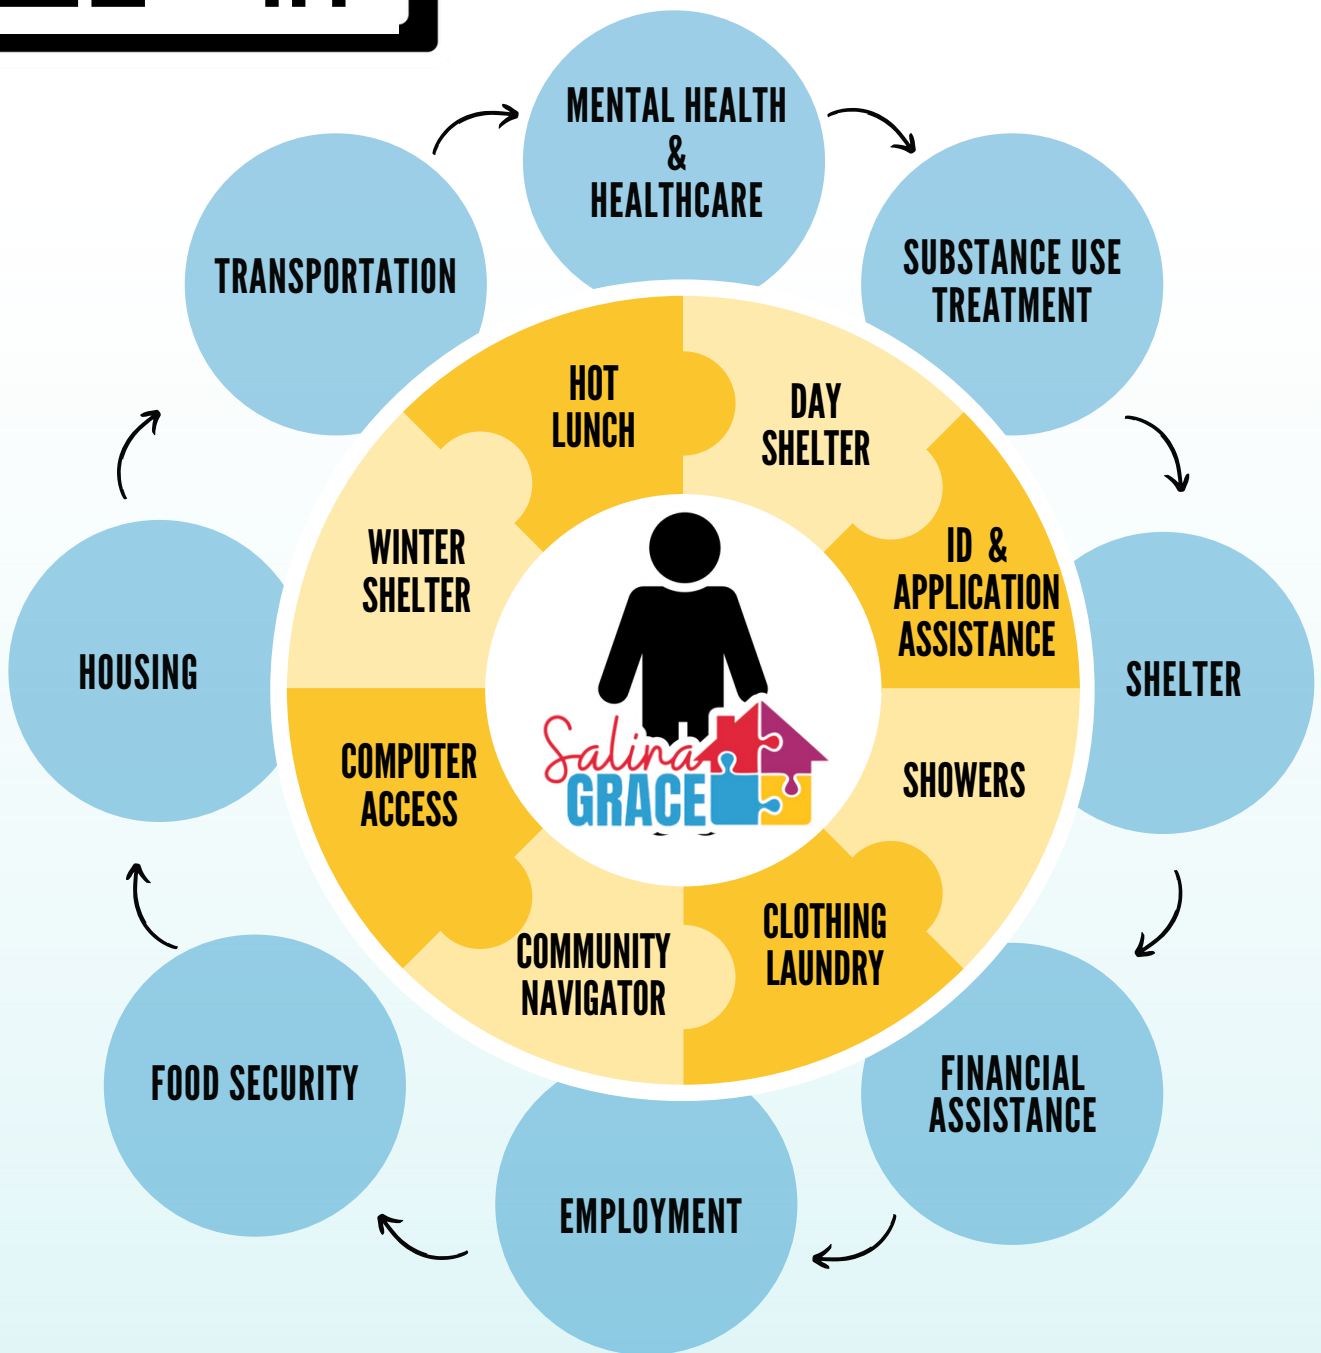 MENTAL HEALTH
&
HEALTHCARE
SUBSTANCE USE
TREATMENT
SHELTER
FINANCIAL
ASSISTANCE
EMPLOYMENT
FOOD SECURITY
HOUSING
TRANSPORTATION
HOT
LUNCH
DAY
SHELTER
ID &
APPLICATION
ASSISTANCE
SHOWERS
CLOTHING
LAUNDRY
COMMUNITY
NAVIGATOR
COMPUTER
ACCESS
WINTER
SHELTER
Salina
GRACE